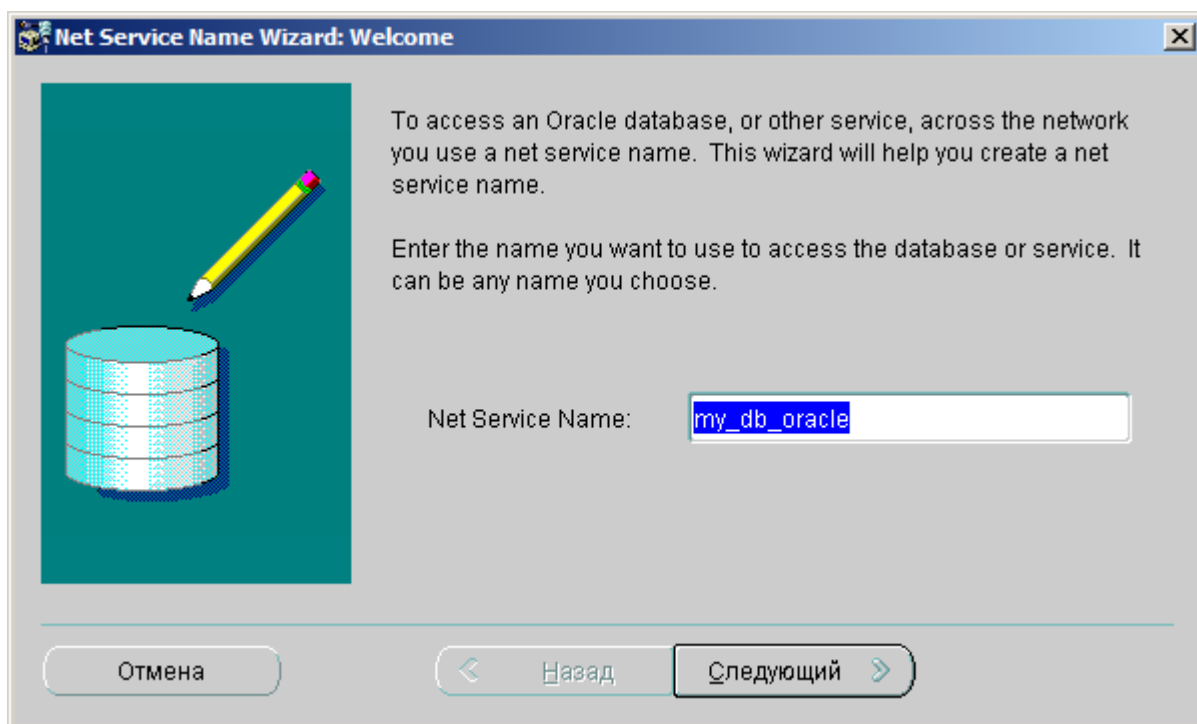 Net Service Name Wizard: Welcome
To access an Oracle database, or other service, across the network
you use a net service name. This wizard will help you create a net
service name.
Enter the name you want to use to access the database or service. It
can be any name you choose.
Net Service Name: my_db_oracle
Отмена Назад Следующий